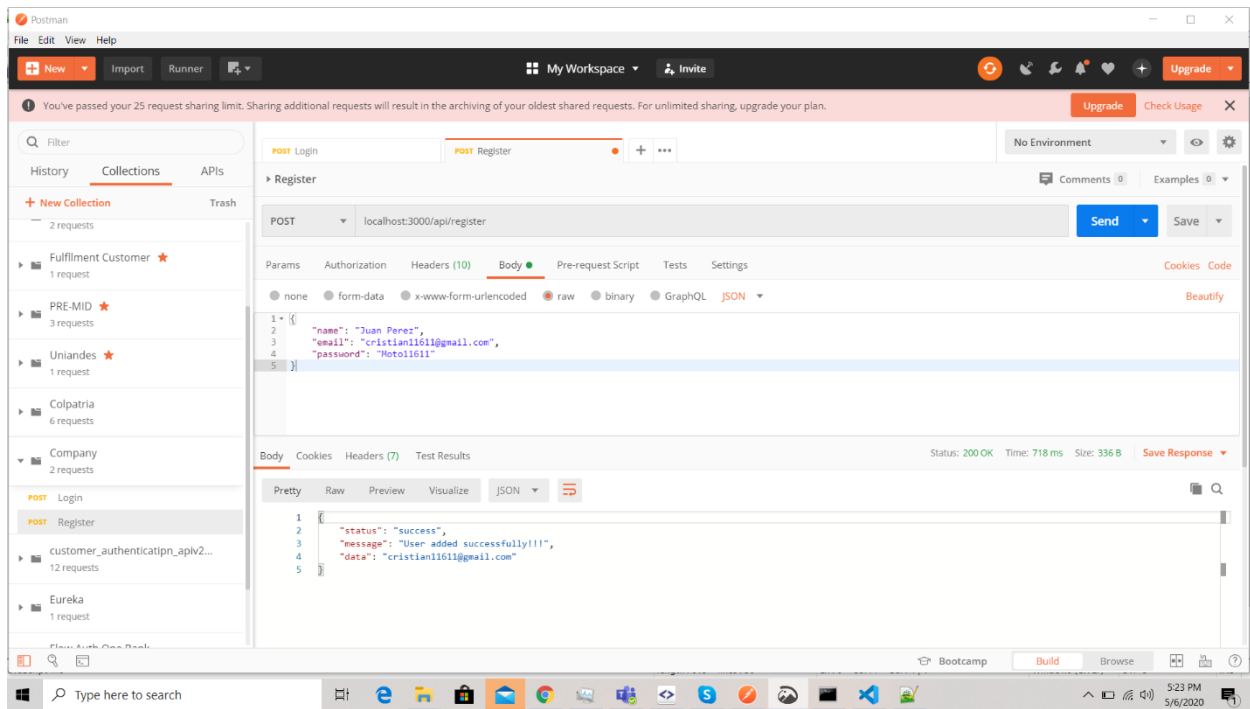 Postman
File Edit View Help
New Import Runner My Workspace Invite Upgrade
You've passed your 25 request sharing limit. Sharing additional requests will result in the archiving of your oldest shared requests. For unlimited sharing, upgrade your plan. Upgrade Check Usage
Filter
History Collections APIs
+ New Collection Trash
2 requests
Fulfllment Customer
1 request
PRE-MID
3 requests
Uniandes
1 request
Colpatria
6 requests
Company
2 requests
POST Login
POST Register
customer_authenticatipn_apiv2...
12 requests
Eureka
1 request
POST Login POST Register No Environment
Register Comments 0 Examples 0
POST localhost:3000/api/register Send Save
Params Authorization Headers (10) Body Pre-request Script Tests Settings Cookies Code
none form-data x-www-form-urlencoded raw binary GraphQL JSON Beautify
1 {
2 "name": "Juan Perez",
3 "email": "cristian11611@gmail.com",
4 "password": "Moto11611"
5 }
Body Cookies Headers (7) Test Results Status: 200 OK Time: 718 ms Size: 336 B Save Response
Pretty Raw Preview Visualize JSON
1 {
2 "status": "success",
3 "message": "User added successfully!!!",
4 "data": "cristian11611@gmail.com"
5 }
Bootcamp Build Browse
Type here to search
5:23 PM
5/6/2020